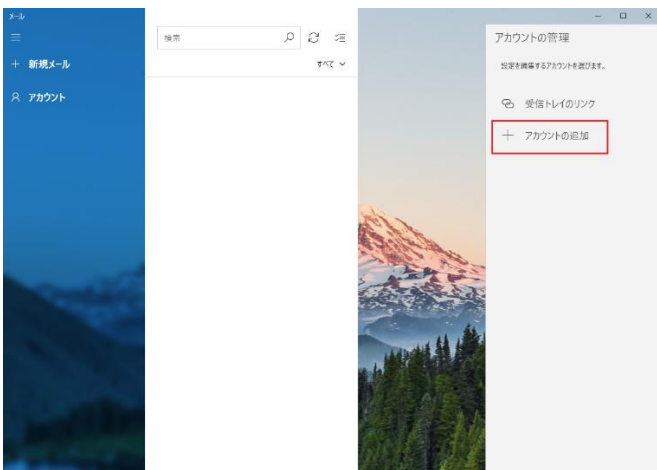 メール
新規メール
アカウント
検索
すべて
アカウントの管理
設定を編集するアカウントを選びます。
受信トレイのリンク
アカウントの追加